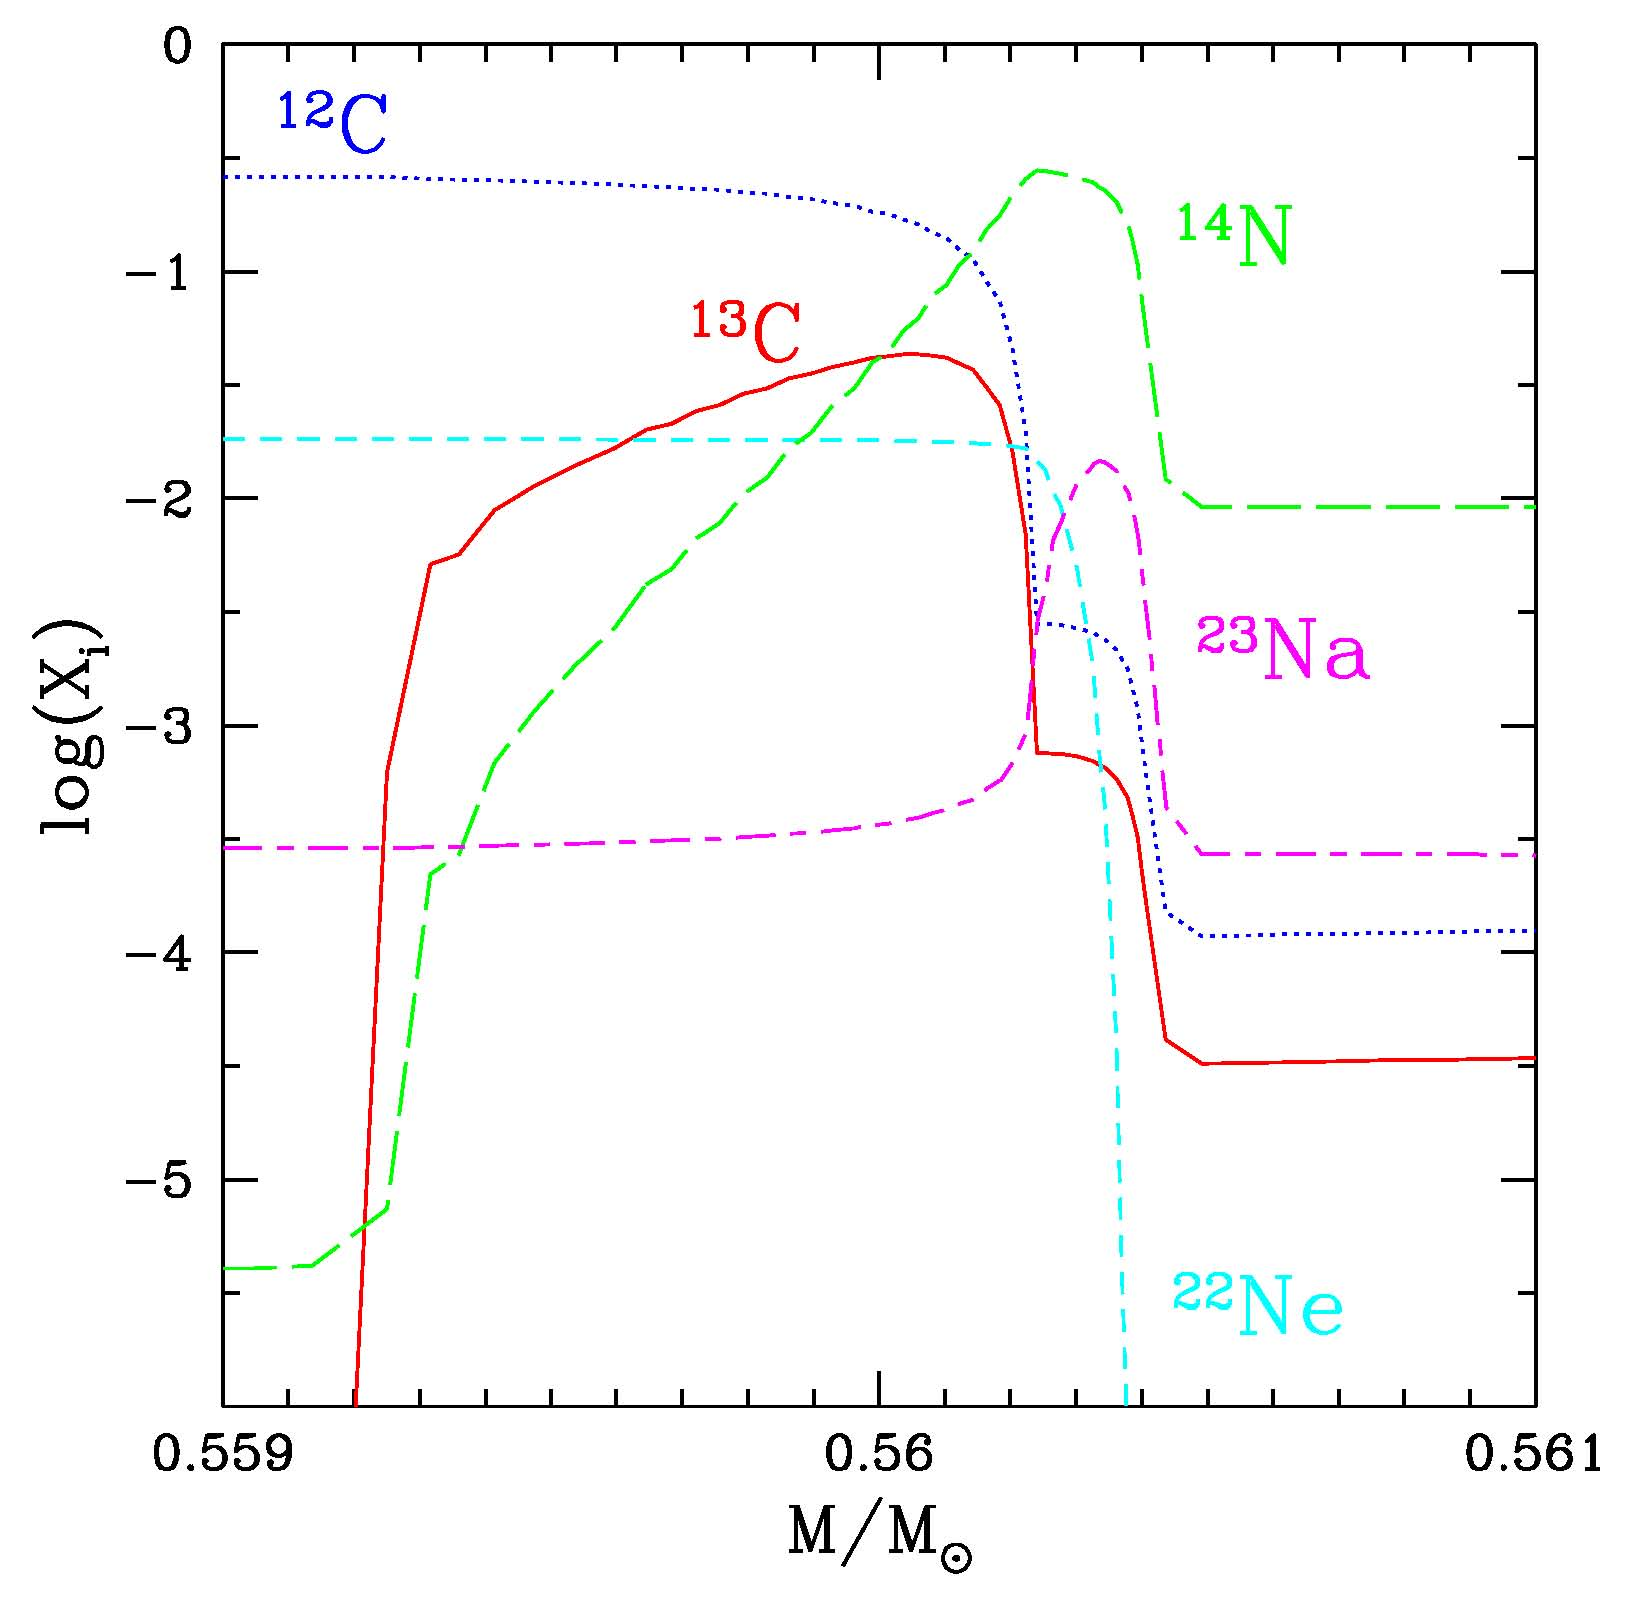 0
¹²C
¹⁴N
−1
¹³C
−2
²³Na
log(Xᵢ)
−3
−4
−5
²²Ne
0.559 0.56 0.561
M/M☉